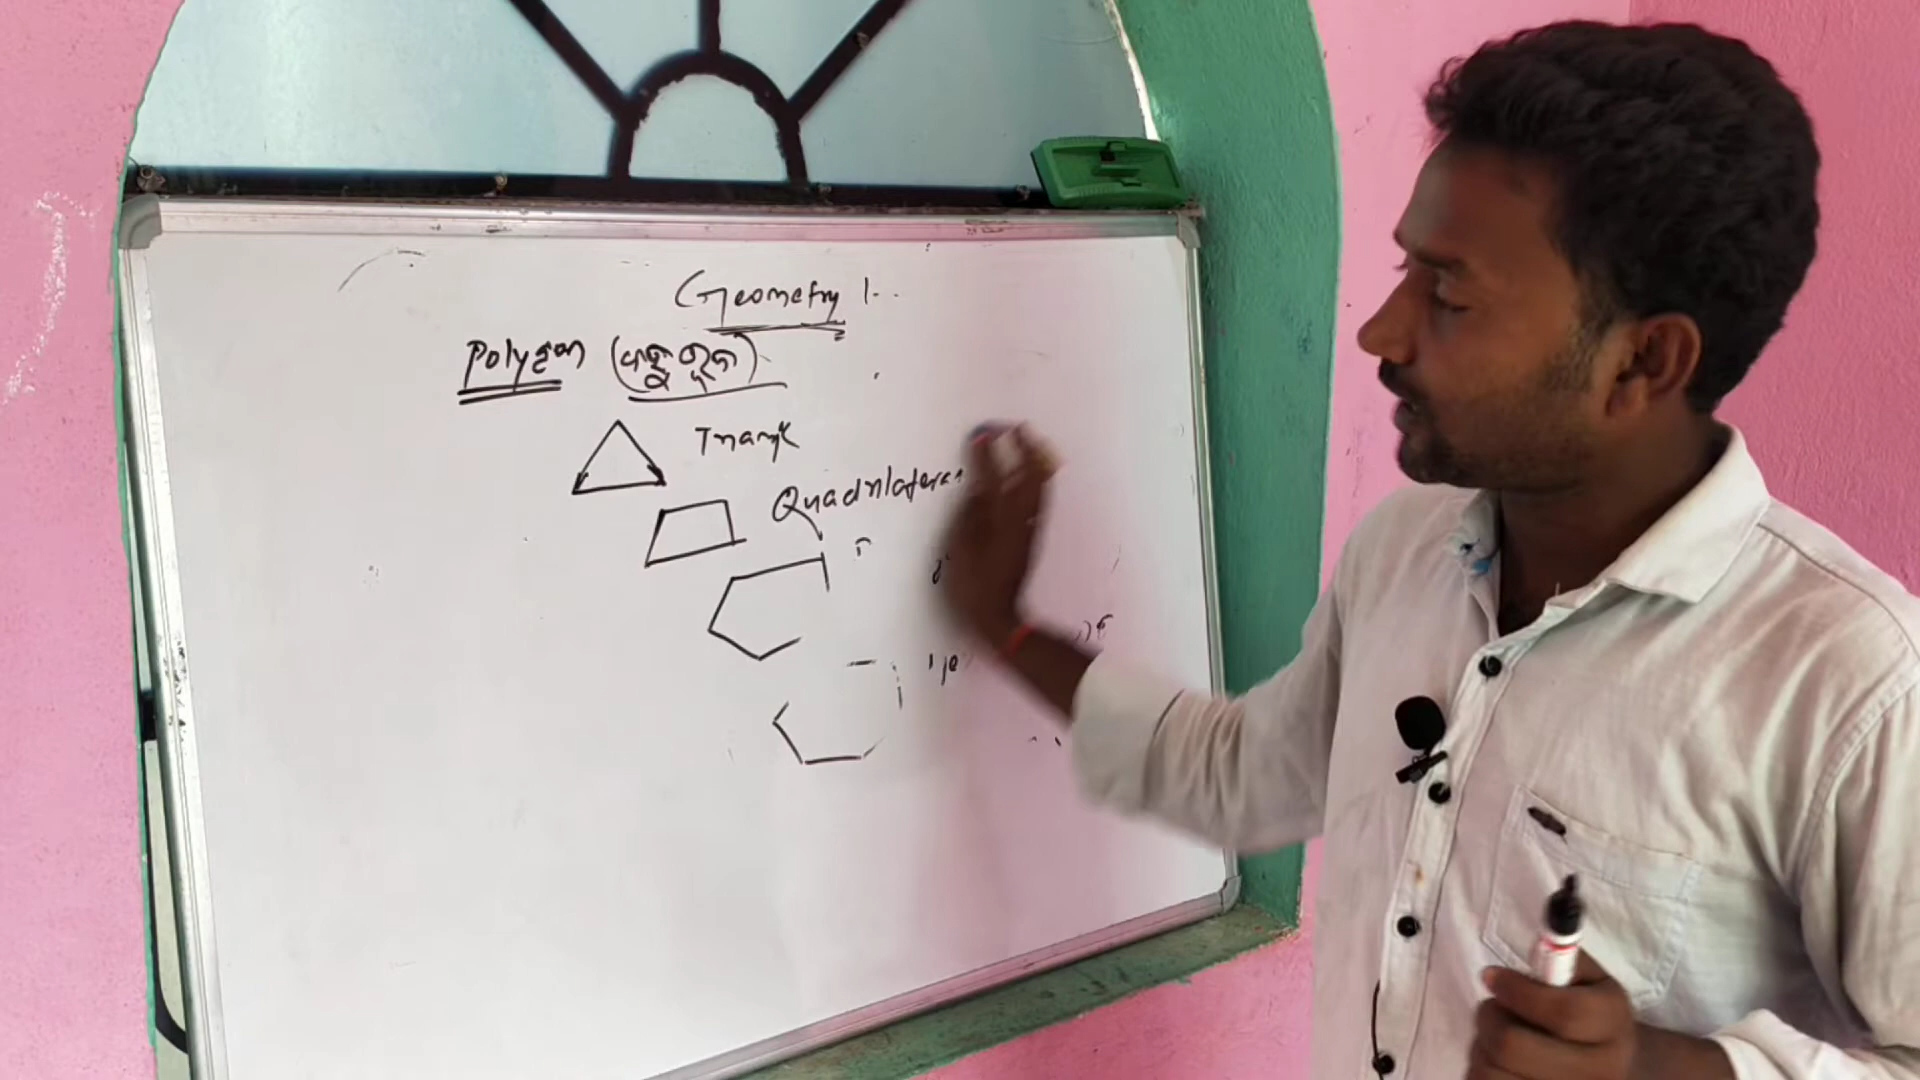 Geometry 1..
Polygon (ବହୁଭୂଜ)
Triangle
Quadrilateral